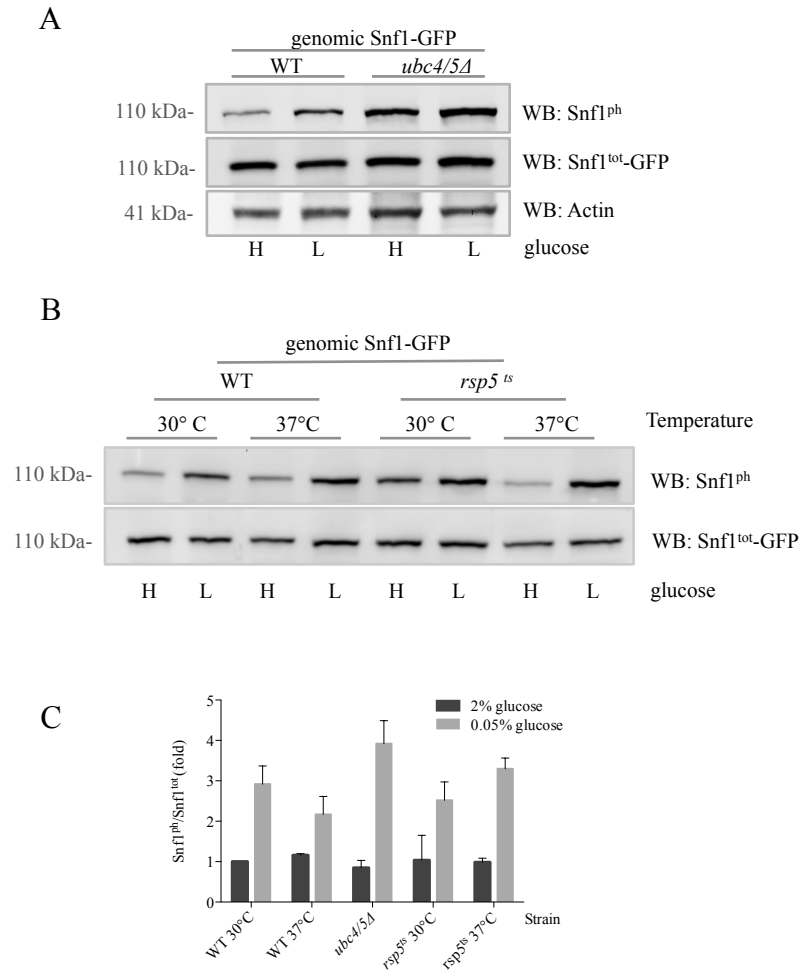 A
genomic Snf1-GFP
WT ubc4/5Δ
110 kDa- WB: Snf1ph
110 kDa- WB: Snf1tot-GFP
41 kDa- WB: Actin
H L H L glucose
B
genomic Snf1-GFP
WT rsp5 ts
30° C 37°C 30° C 37°C Temperature
110 kDa- WB: Snf1ph
110 kDa- WB: Snf1tot-GFP
H L H L H L H L glucose
C
Snf1ph/Snf1tot (fold)
5
4
3
2
1
0
2% glucose
0.05% glucose
WT 30°C WT 37°C ubc4/5Δ rsp5ts 30°C rsp5ts 37°C Strain